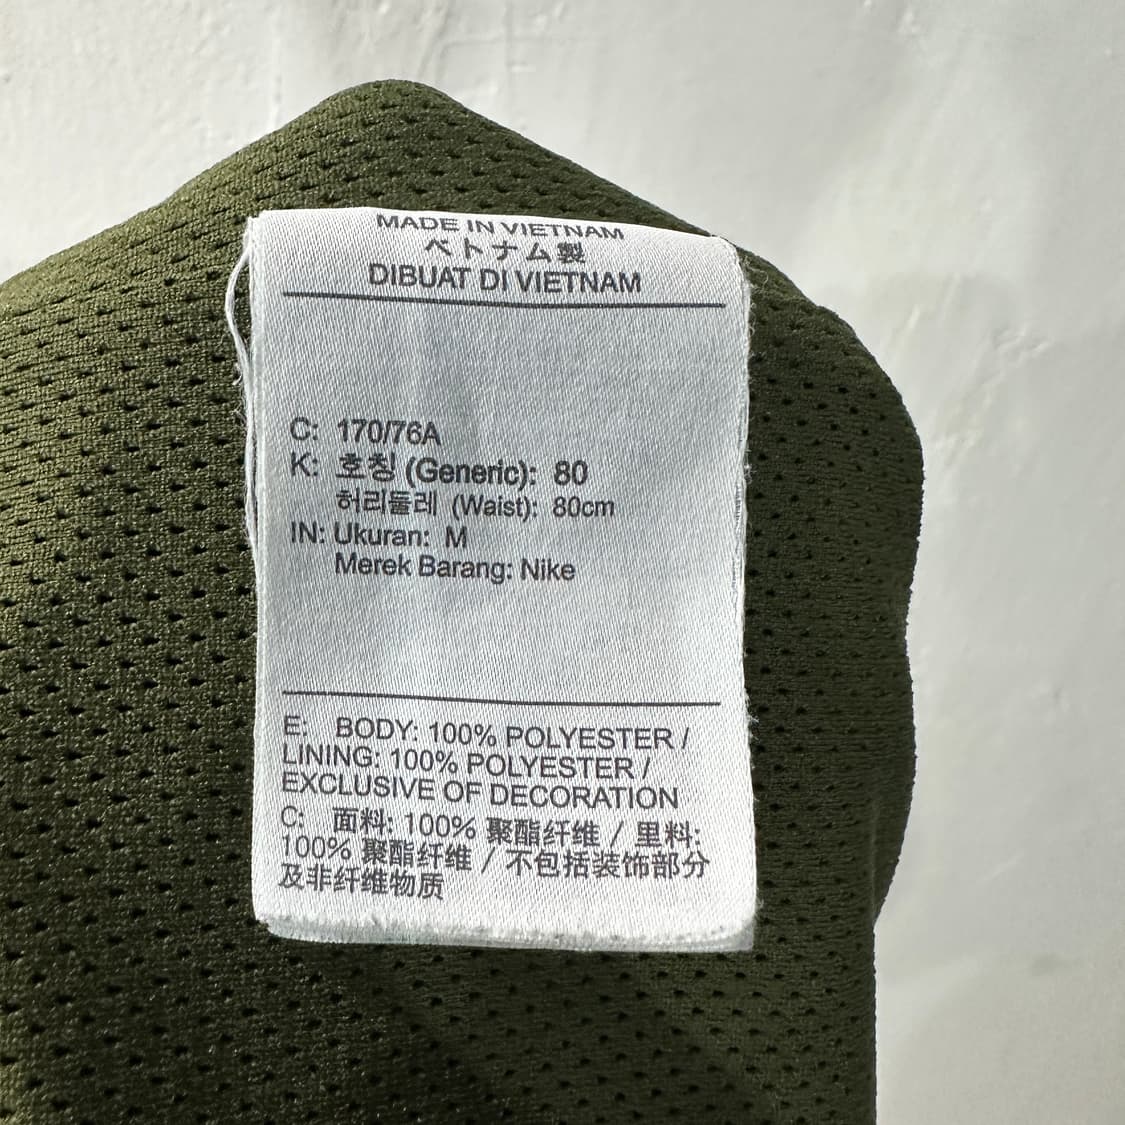 MADE IN VIETNAM
ベトナム製
DIBUAT DI VIETNAM
C: 170/76A
K: 호칭 (Generic): 80
허리둘레 (Waist): 80cm
IN: Ukuran: M
Merek Barang: Nike
E: BODY: 100% POLYESTER /
LINING: 100% POLYESTER /
EXCLUSIVE OF DECORATION
C: 面料: 100% 聚酯纤维 / 里料:
100% 聚酯纤维 / 不包括装饰部分
及非纤维物质